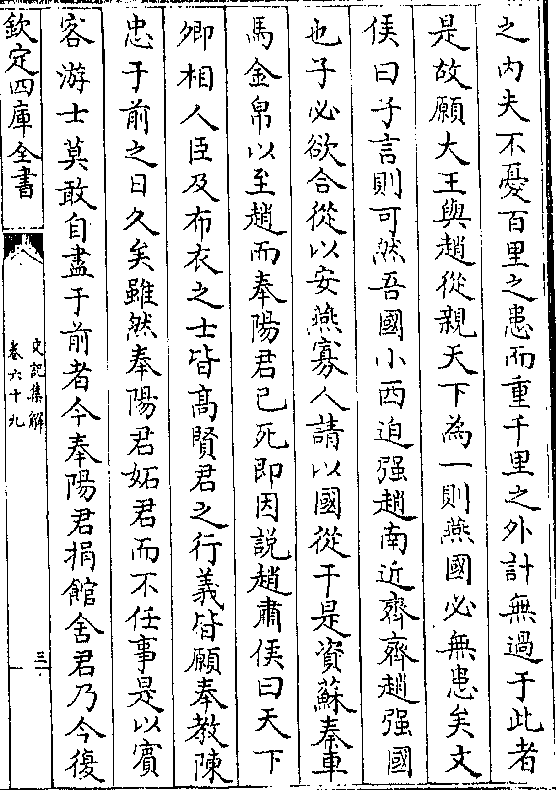 之内夫不憂百里之患而重千里之外計無過于此者
是故願大王與趙從親天下為一則燕國必無患矣文
侯曰子言則可然吾國小西迫强趙南近齊齊趙强國
也子必欲合從以安燕寡人請以國從于是資蘇秦車
馬金帛以至趙而奉陽君已死即因說趙肅侯曰天下
卿相人臣及布衣之士皆高賢君之行義皆願奉教陳
忠于前之日久矣雖然奉陽君妬君而不任事是以賓
客游士莫敢自盡于前者今奉陽君捐館舍君乃今復
欽定四庫全書
史記集解
卷六十九
三